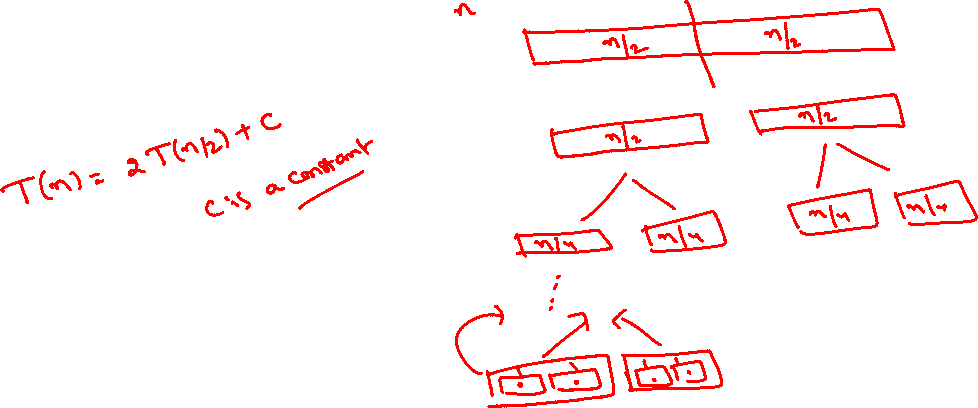 n
n/2 n/2
n/2 n/2
T(n) = 2T(n/2) + C
C is a constant
n/4 n/4 n/4 n/4